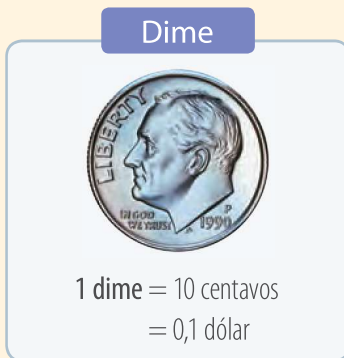 Dime
LIBERTY
IN GOD
WE TRUST
P
1990
1 dime = 10 centavos
= 0,1 dólar